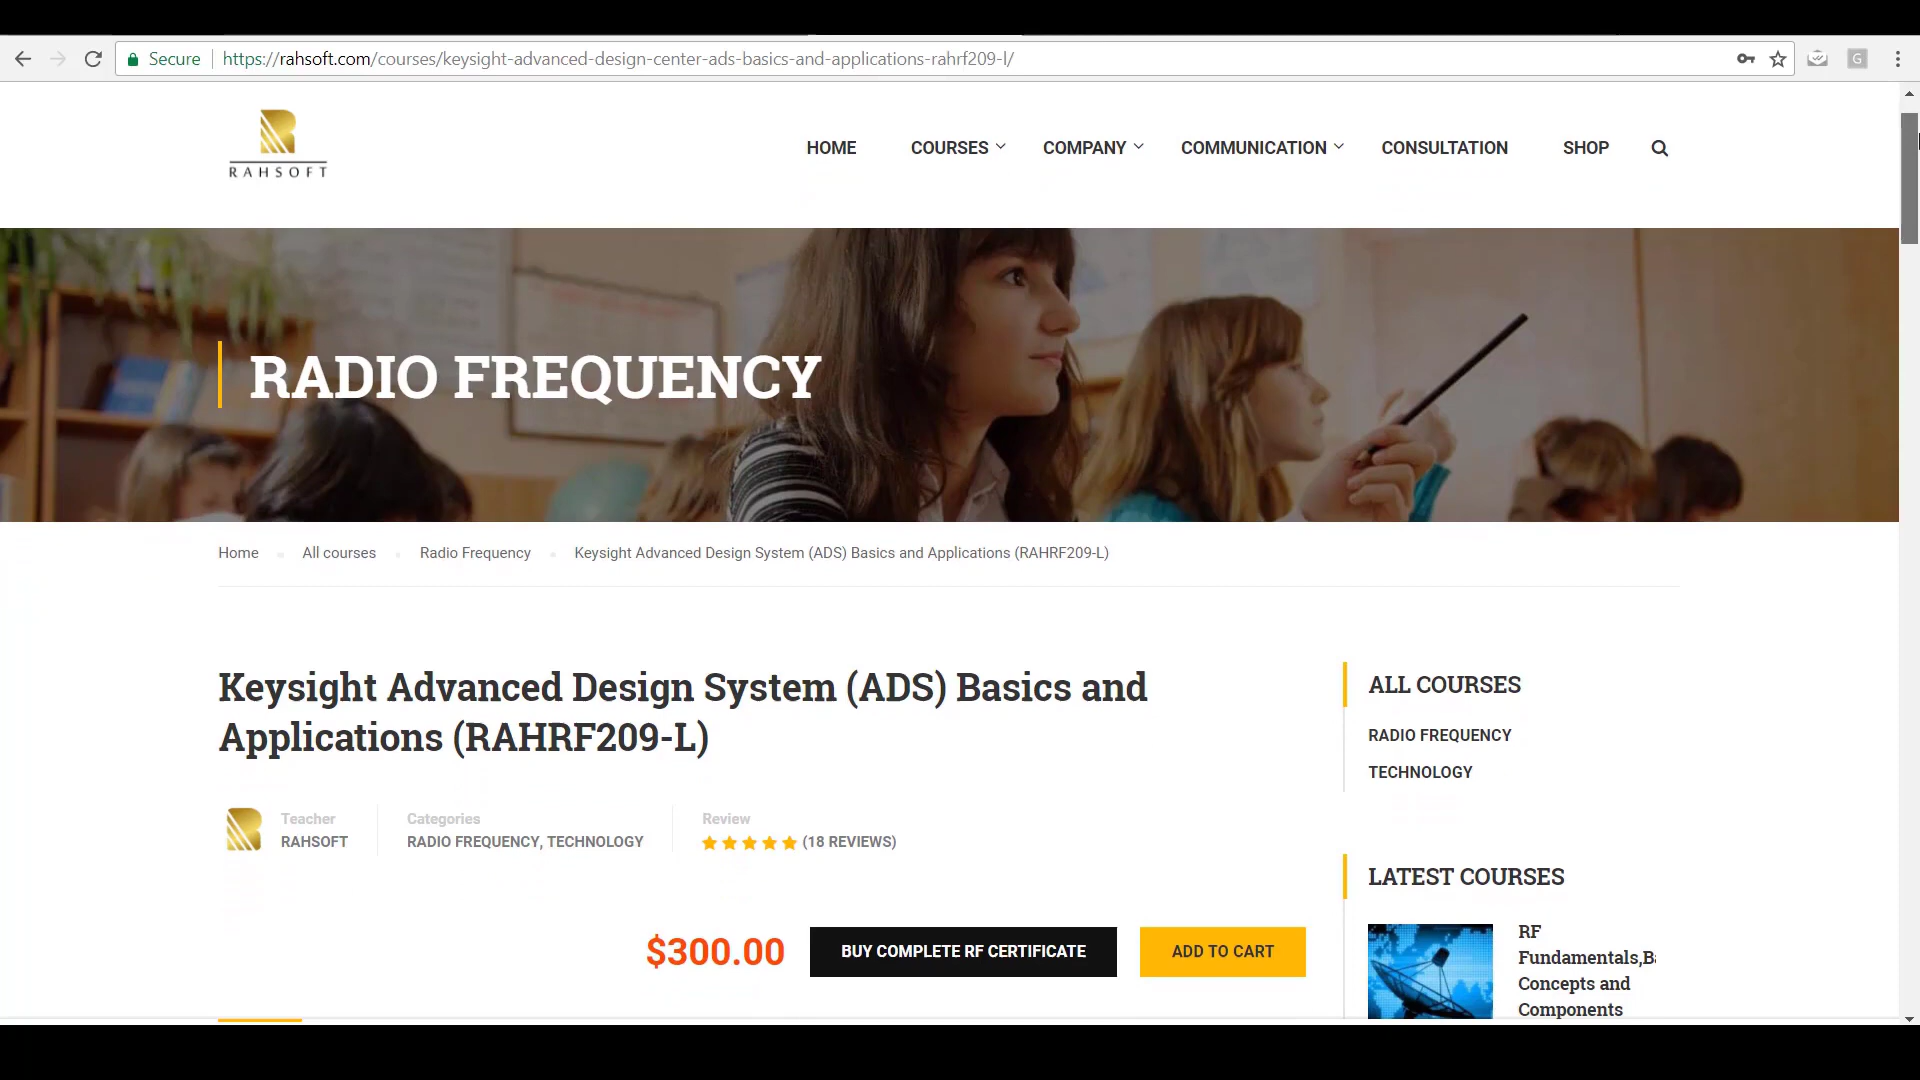 Secure https://rahsoft.com/courses/keysight-advanced-design-center-ads-basics-and-applications-rahrf209-l/
G
RAHSOFT
HOME COURSES COMPANY COMMUNICATION CONSULTATION SHOP
RADIO FREQUENCY
Home All courses Radio Frequency Keysight Advanced Design System (ADS) Basics and Applications (RAHRF209-L)
Keysight Advanced Design System (ADS) Basics and
Applications (RAHRF209-L)
Teacher
RAHSOFT
Categories
RADIO FREQUENCY, TECHNOLOGY
Review
(18 REVIEWS)
$300.00 BUY COMPLETE RF CERTIFICATE ADD TO CART
ALL COURSES
RADIO FREQUENCY
TECHNOLOGY
LATEST COURSES
RF
Fundamentals,
Concepts and
Components